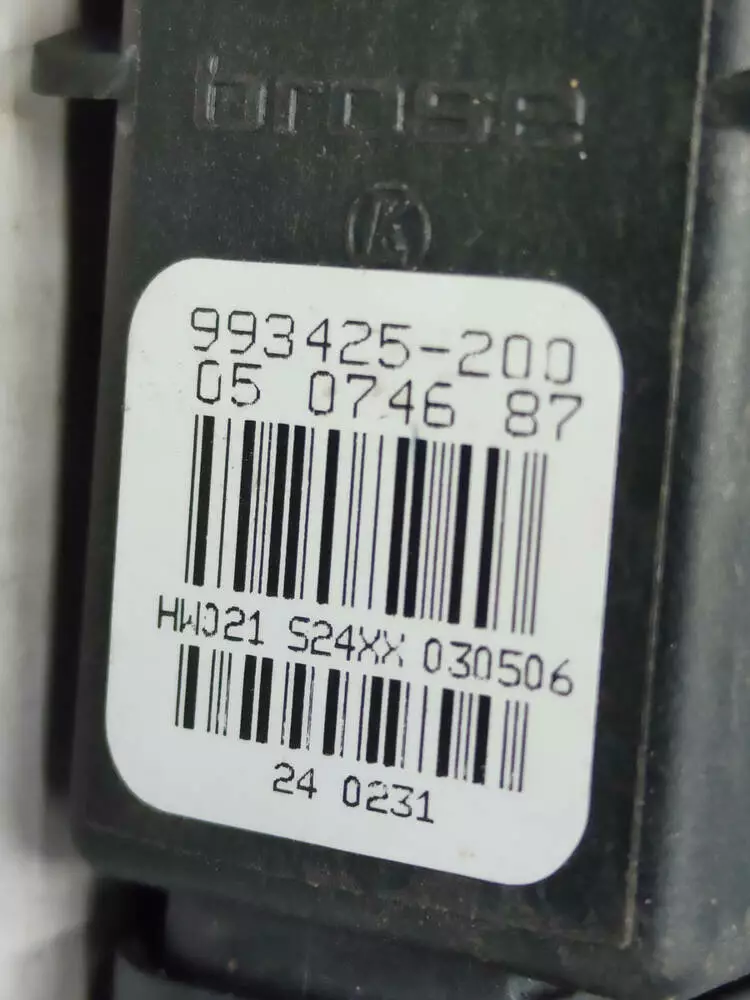 brose
K
993425-200
05 0746 87
HW021 S24XX 030506
24 0231